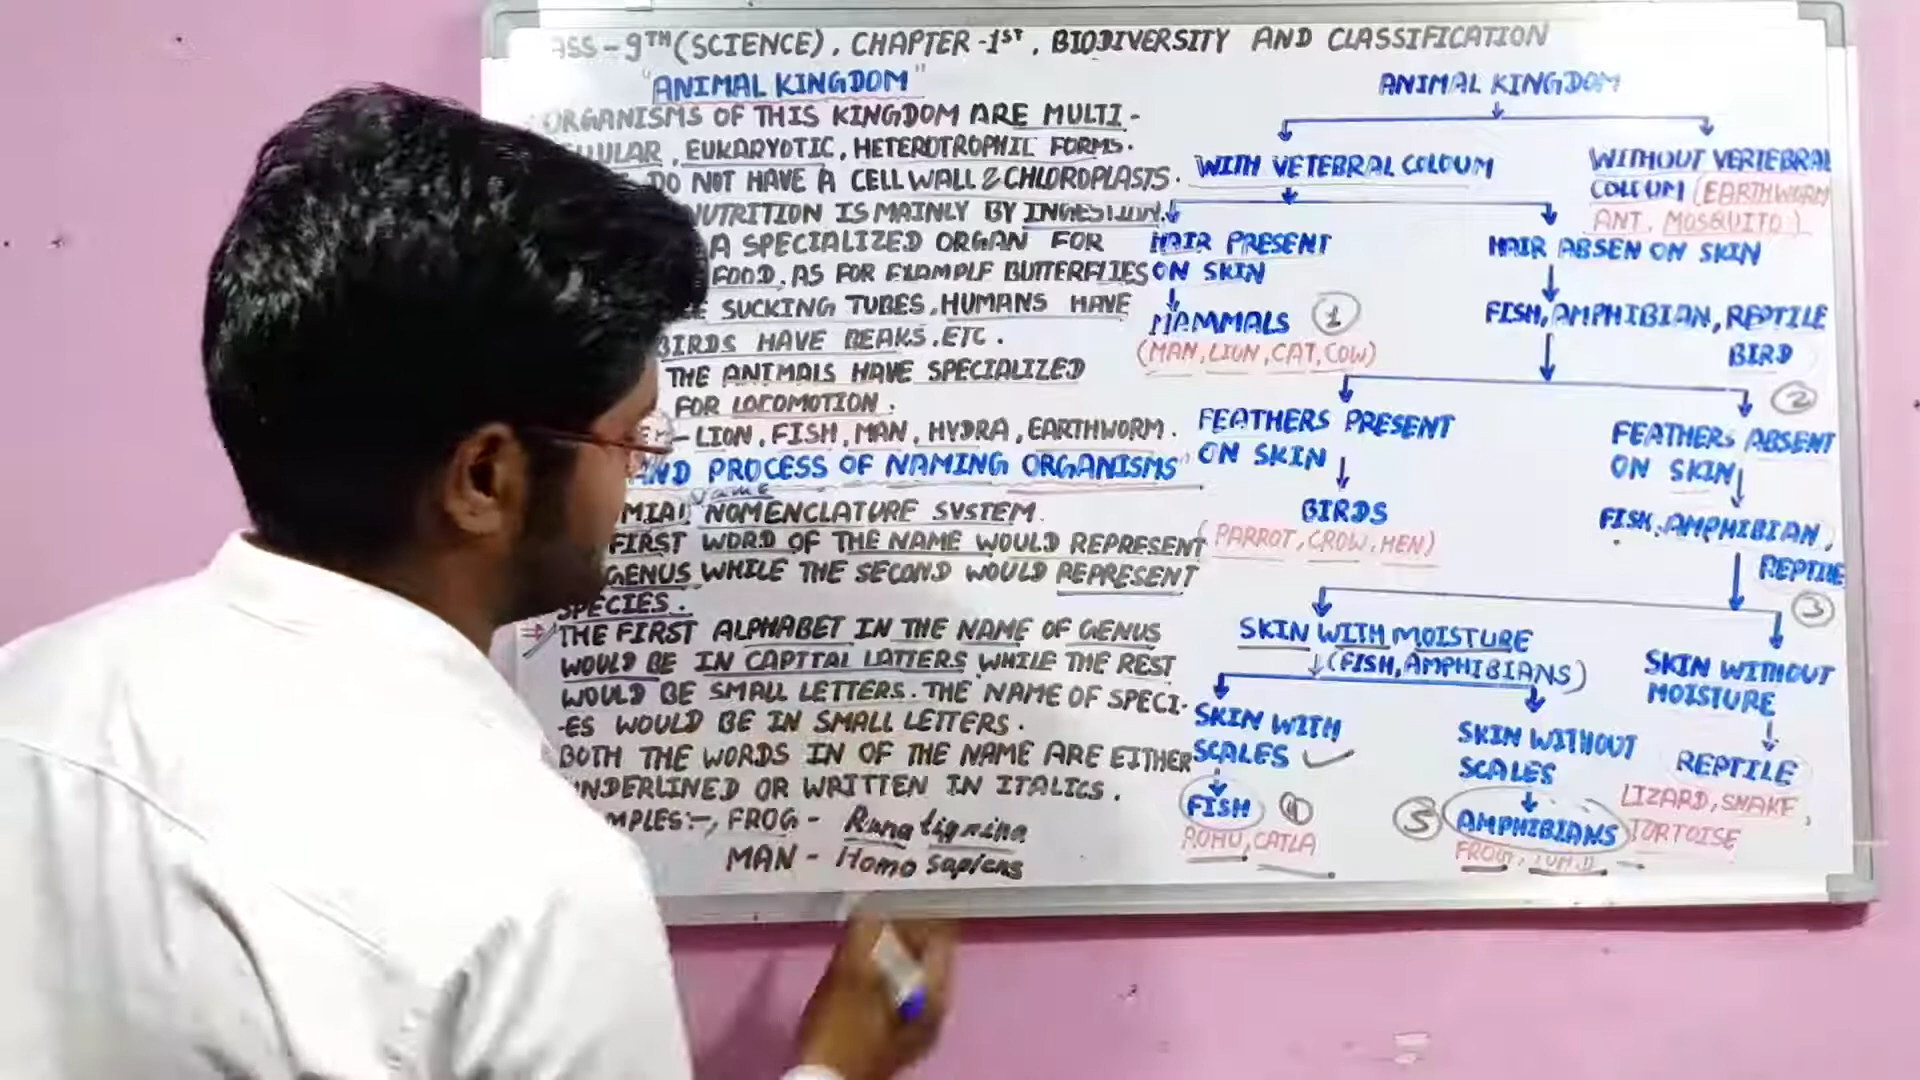 ASS-9TH (SCIENCE). CHAPTER-1ST. BIODIVERSITY AND CLASSIFICATION
"ANIMAL KINGDOM"
ORGANISMS OF THIS KINGDOM ARE MULTI-
, EUKARYOTIC, HETEROTROPHIC FORMS.
DO NOT HAVE A CELL WALL & CHLOROPLASTS.
NUTRITION IS MAINLY BY INGESTION.
A SPECIALIZED ORGAN FOR
FOOD, AS FOR EXAMPLE BUTTERFLIES
SUCKING TUBES, HUMANS HAVE
BIRDS HAVE BEAKS. ETC.
THE ANIMALS HAVE SPECIALIZED
FOR LOCOMOTION.
- LION, FISH, MAN, HYDRA, EARTHWORM.
AND PROCESS OF NAMING ORGANISMS"
Name
MIAL NOMENCLATURE SYSTEM.
FIRST WORD OF THE NAME WOULD REPRESENT
GENUS WHILE THE SECOND WOULD REPRESENT
SPECIES.
⇒ THE FIRST ALPHABET IN THE NAME OF GENUS
WOULD BE IN CAPITAL LATTERS WHILE THE REST
WOULD BE SMALL LETTERS. THE NAME OF SPECI-
-ES WOULD BE IN SMALL LETTERS.
BOTH THE WORDS IN OF THE NAME ARE EITHER
UNDERLINED OR WRITTEN IN ITALICS.
MPLES:-, FROG - Rana tigrina
MAN - Homo sapiens
ANIMAL KINGDOM
WITH VETEBRAL COLOUM
WITHOUT VERTEBRAL
COLOUM (EARTHWORM
ANT, MOSQUITO)
HAIR PRESENT
ON SKIN
HAIR ABSEN ON SKIN
MAMMALS 1
(MAN, LION, CAT, COW)
FISH, AMPHIBIAN, REPTILE
BIRD
2
FEATHERS PRESENT
ON SKIN
FEATHERS ABSENT
ON SKIN
BIRDS
(PARROT, CROW, HEN)
FISH, AMPHIBIAN,
REPTILE
3
SKIN WITH MOISTURE
(FISH, AMPHIBIANS)
SKIN WITHOUT
MOISTURE
SKIN WITH
SCALES
SKIN WITHOUT
SCALES
REPTILE
LIZARD, SNAKE,
TORTOISE
FISH 4
ROHU, CATLA
5 AMPHIBIANS
FROG,